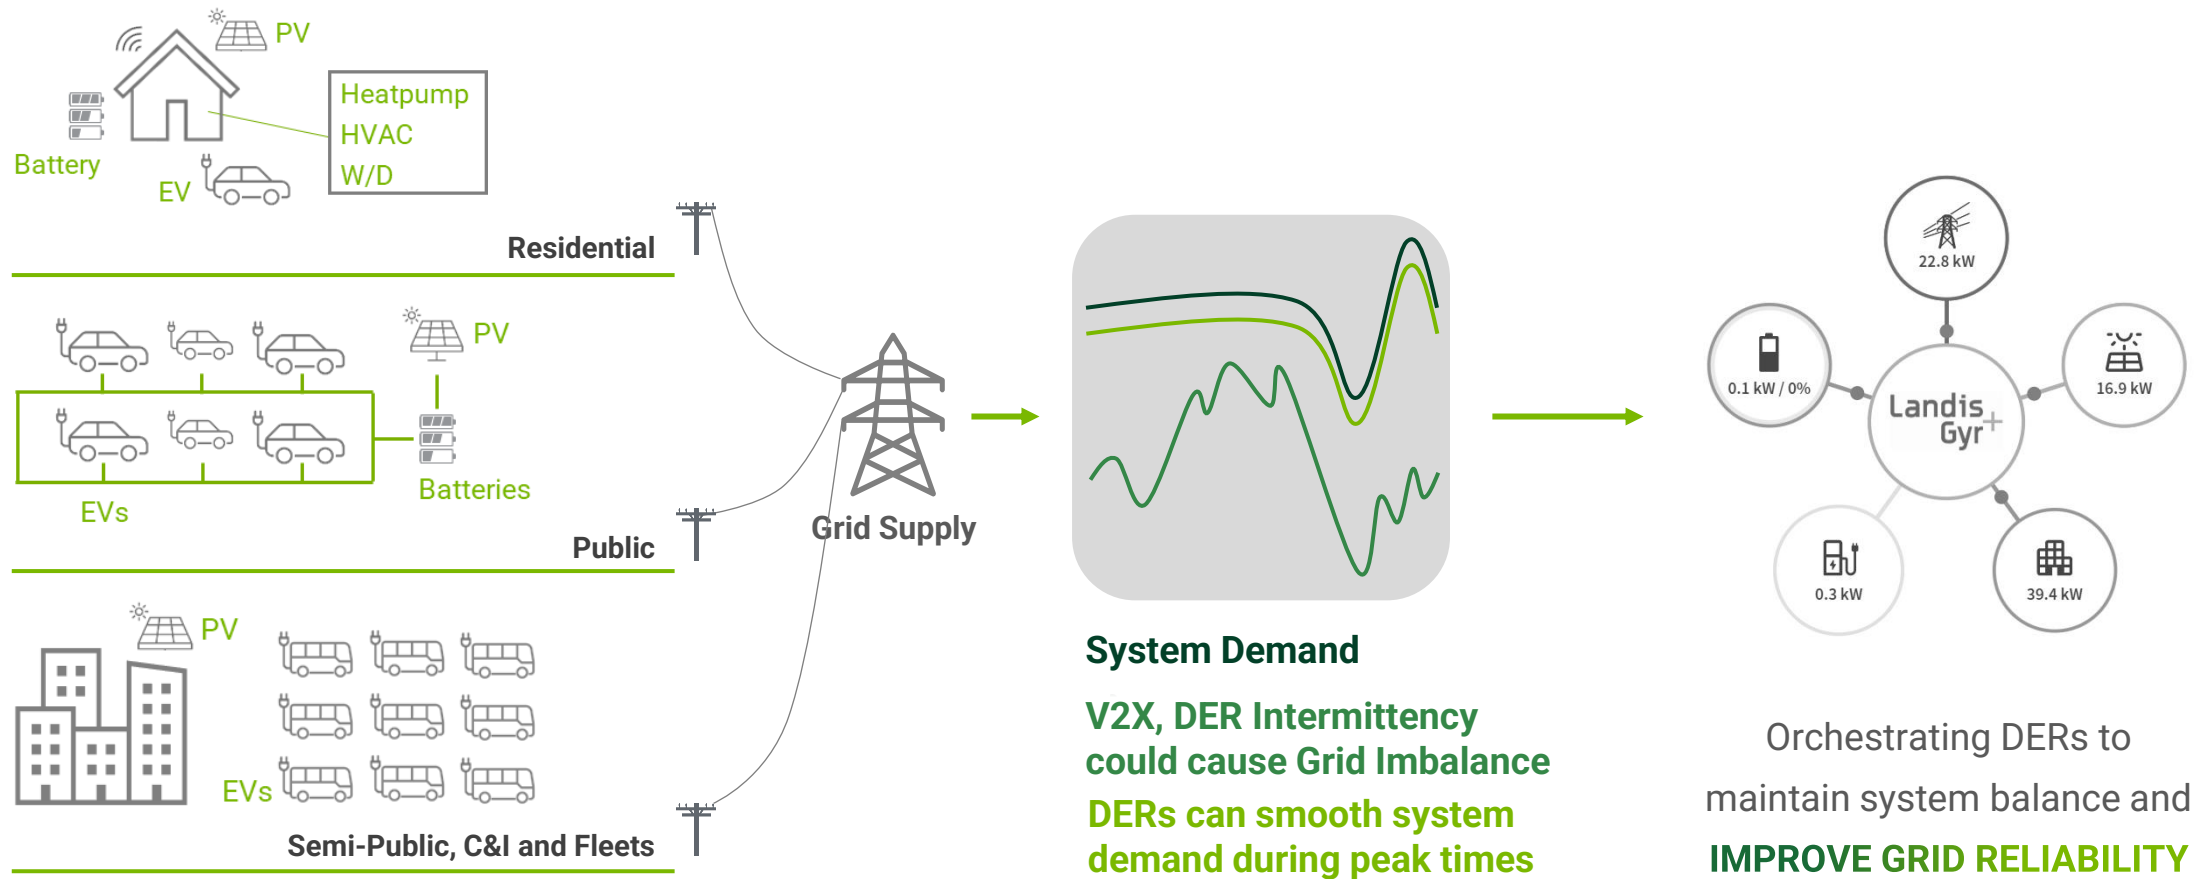 PV
Heatpump
HVAC
W/D
Battery
EV
Residential
PV
Batteries
EVs
Public
PV
EVs
Semi-Public, C&I and Fleets
Grid Supply
System Demand
V2X, DER Intermittency
could cause Grid Imbalance
DERs can smooth system
demand during peak times
22.8 kW
0.1 kW / 0%
16.9 kW
Landis
Gyr+
0.3 kW
39.4 kW
Orchestrating DERs to
maintain system balance and
IMPROVE GRID RELIABILITY